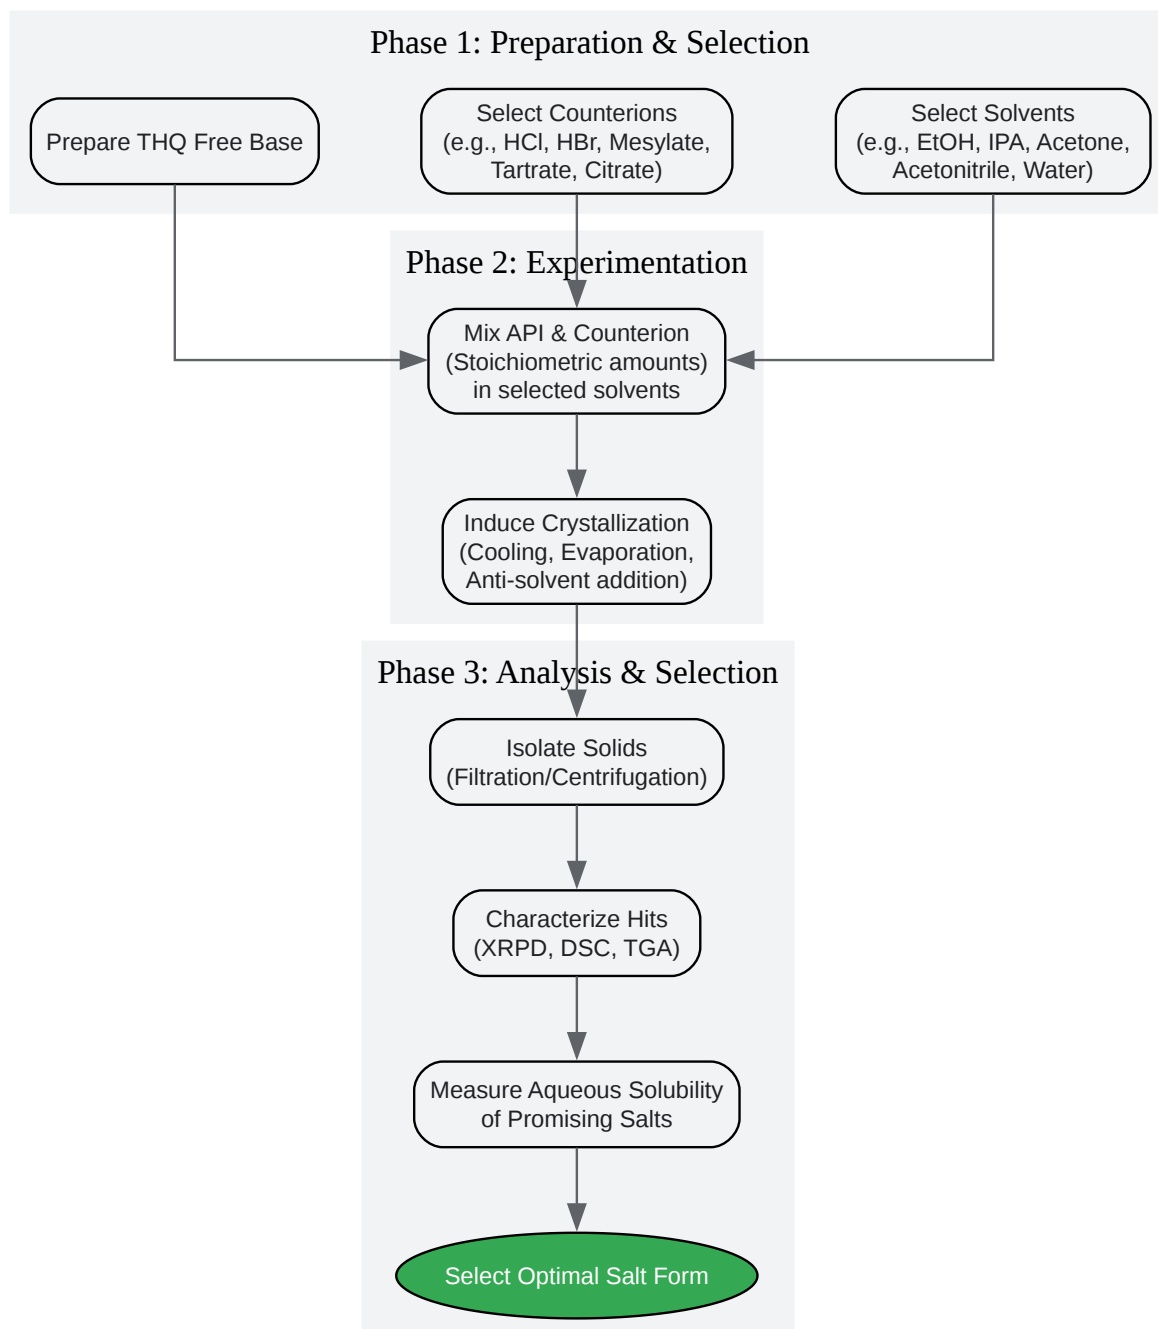 Phase 1: Preparation & Selection
Prepare THQ Free Base
Select Counterions
(e.g., HCl, HBr, Mesylate,
Tartrate, Citrate)
Select Solvents
(e.g., EtOH, IPA, Acetone,
Acetonitrile, Water)
Phase 2: Experimentation
Mix API & Counterion
(Stoichiometric amounts)
in selected solvents
Induce Crystallization
(Cooling, Evaporation,
Anti-solvent addition)
Phase 3: Analysis & Selection
Isolate Solids
(Filtration/Centrifugation)
Characterize Hits
(XRPD, DSC, TGA)
Measure Aqueous Solubility
of Promising Salts
Select Optimal Salt Form